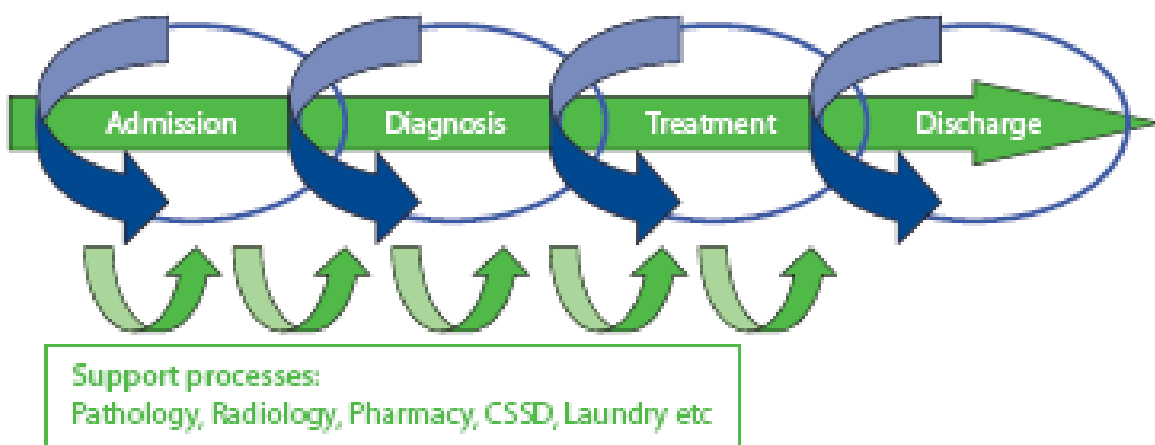 Admission Diagnosis Treatment Discharge
Support processes:
Pathology, Radiology, Pharmacy, CSSD, Laundry etc